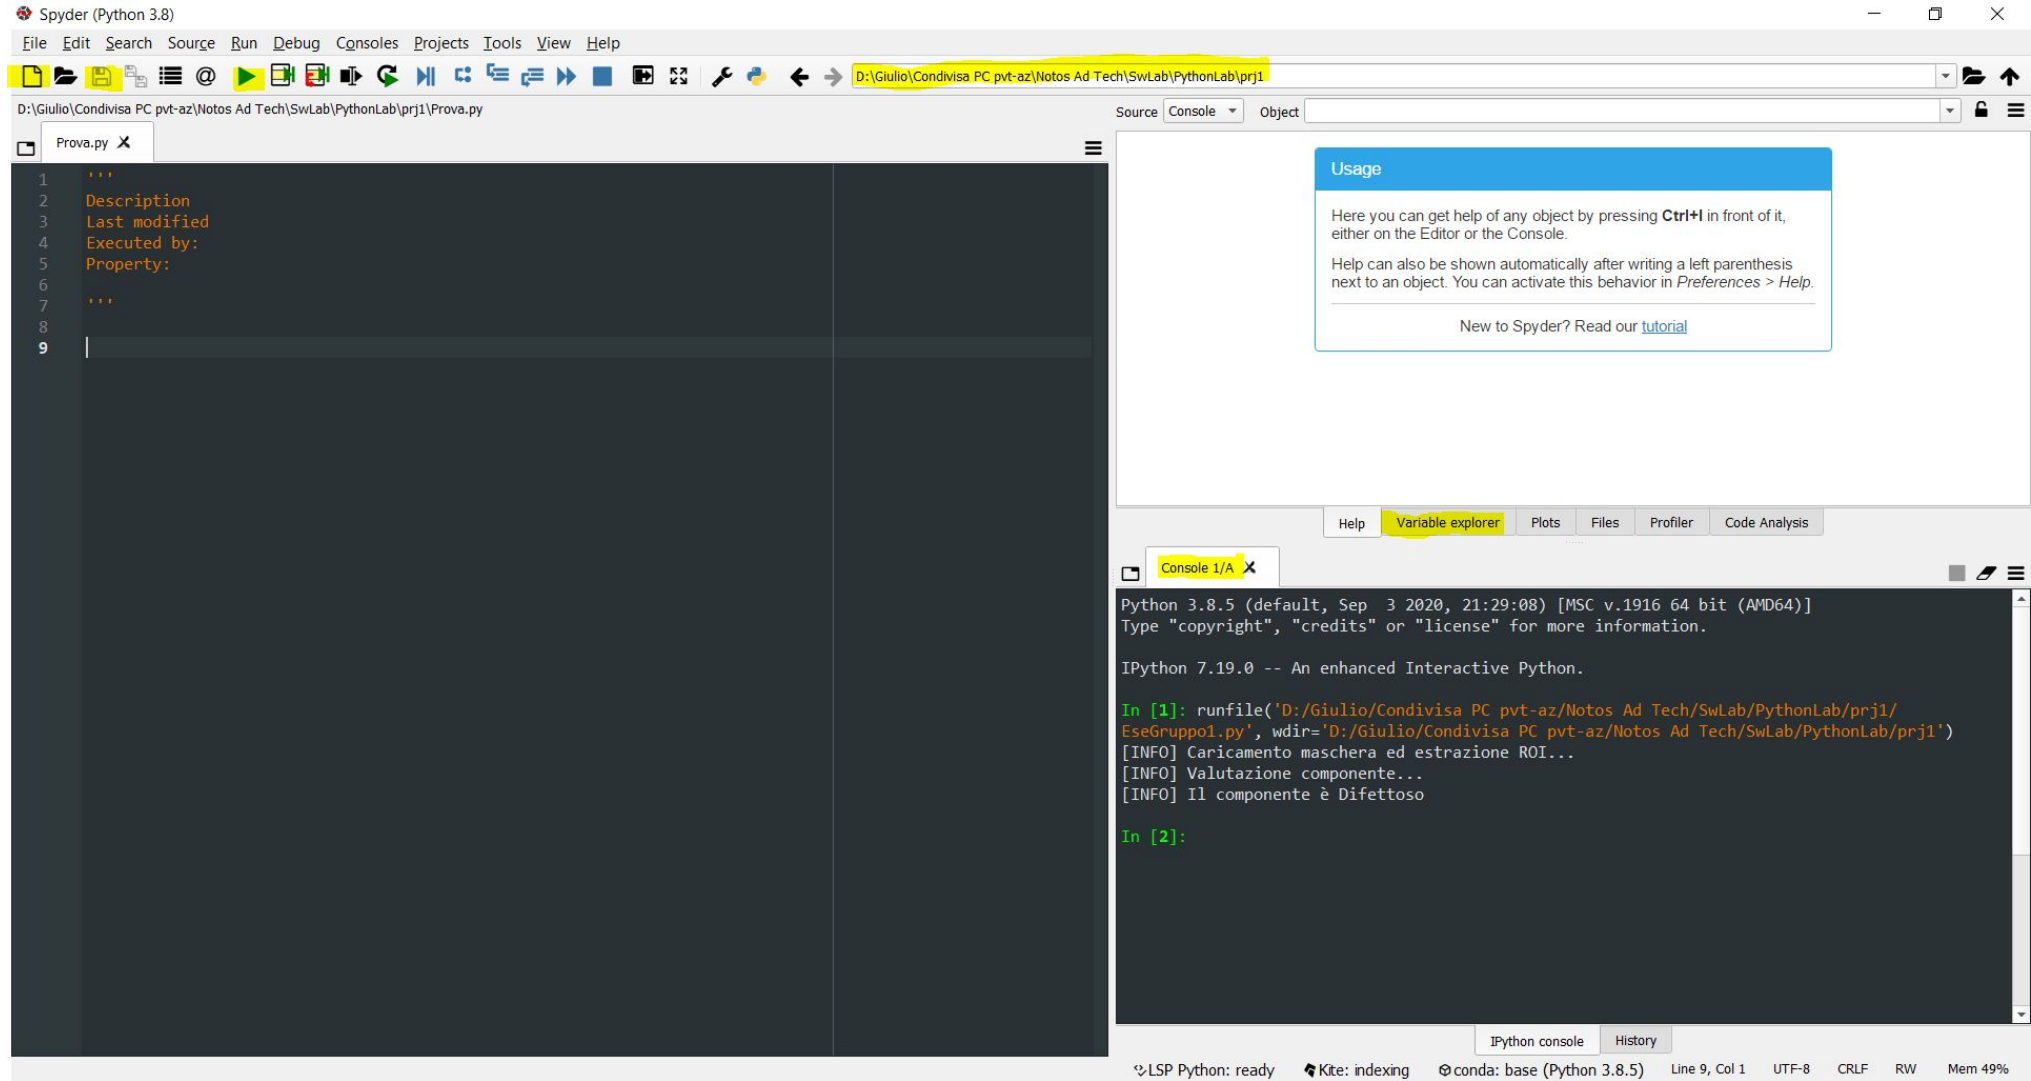 Spyder (Python 3.8)
File Edit Search Source Run Debug Consoles Projects Tools View Help
D:\Giulio\Condivisa PC pvt-az\Notos Ad Tech\SwLab\PythonLab\prj1
D:\Giulio\Condivisa PC pvt-az\Notos Ad Tech\SwLab\PythonLab\prj1\Prova.py
Prova.py
1 '''
2 Description
3 Last modified
4 Executed by:
5 Property:
6
7 '''
8
9
Source Console Object
Usage
Here you can get help of any object by pressing Ctrl+I in front of it,
either on the Editor or the Console.
Help can also be shown automatically after writing a left parenthesis
next to an object. You can activate this behavior in Preferences > Help.
New to Spyder? Read our tutorial
Help Variable explorer Plots Files Profiler Code Analysis
Console 1/A
Python 3.8.5 (default, Sep  3 2020, 21:29:08) [MSC v.1916 64 bit (AMD64)]
Type "copyright", "credits" or "license" for more information.
IPython 7.19.0 -- An enhanced Interactive Python.
In [1]: runfile('D:/Giulio/Condivisa PC pvt-az/Notos Ad Tech/SwLab/PythonLab/prj1/
EseGruppo1.py', wdir='D:/Giulio/Condivisa PC pvt-az/Notos Ad Tech/SwLab/PythonLab/prj1')
[INFO] Caricamento maschera ed estrazione ROI...
[INFO] Valutazione componente...
[INFO] Il componente è Difettoso
In [2]:
IPython console History
LSP Python: ready Kite: indexing conda: base (Python 3.8.5) Line 9, Col 1 UTF-8 CRLF RW Mem 49%